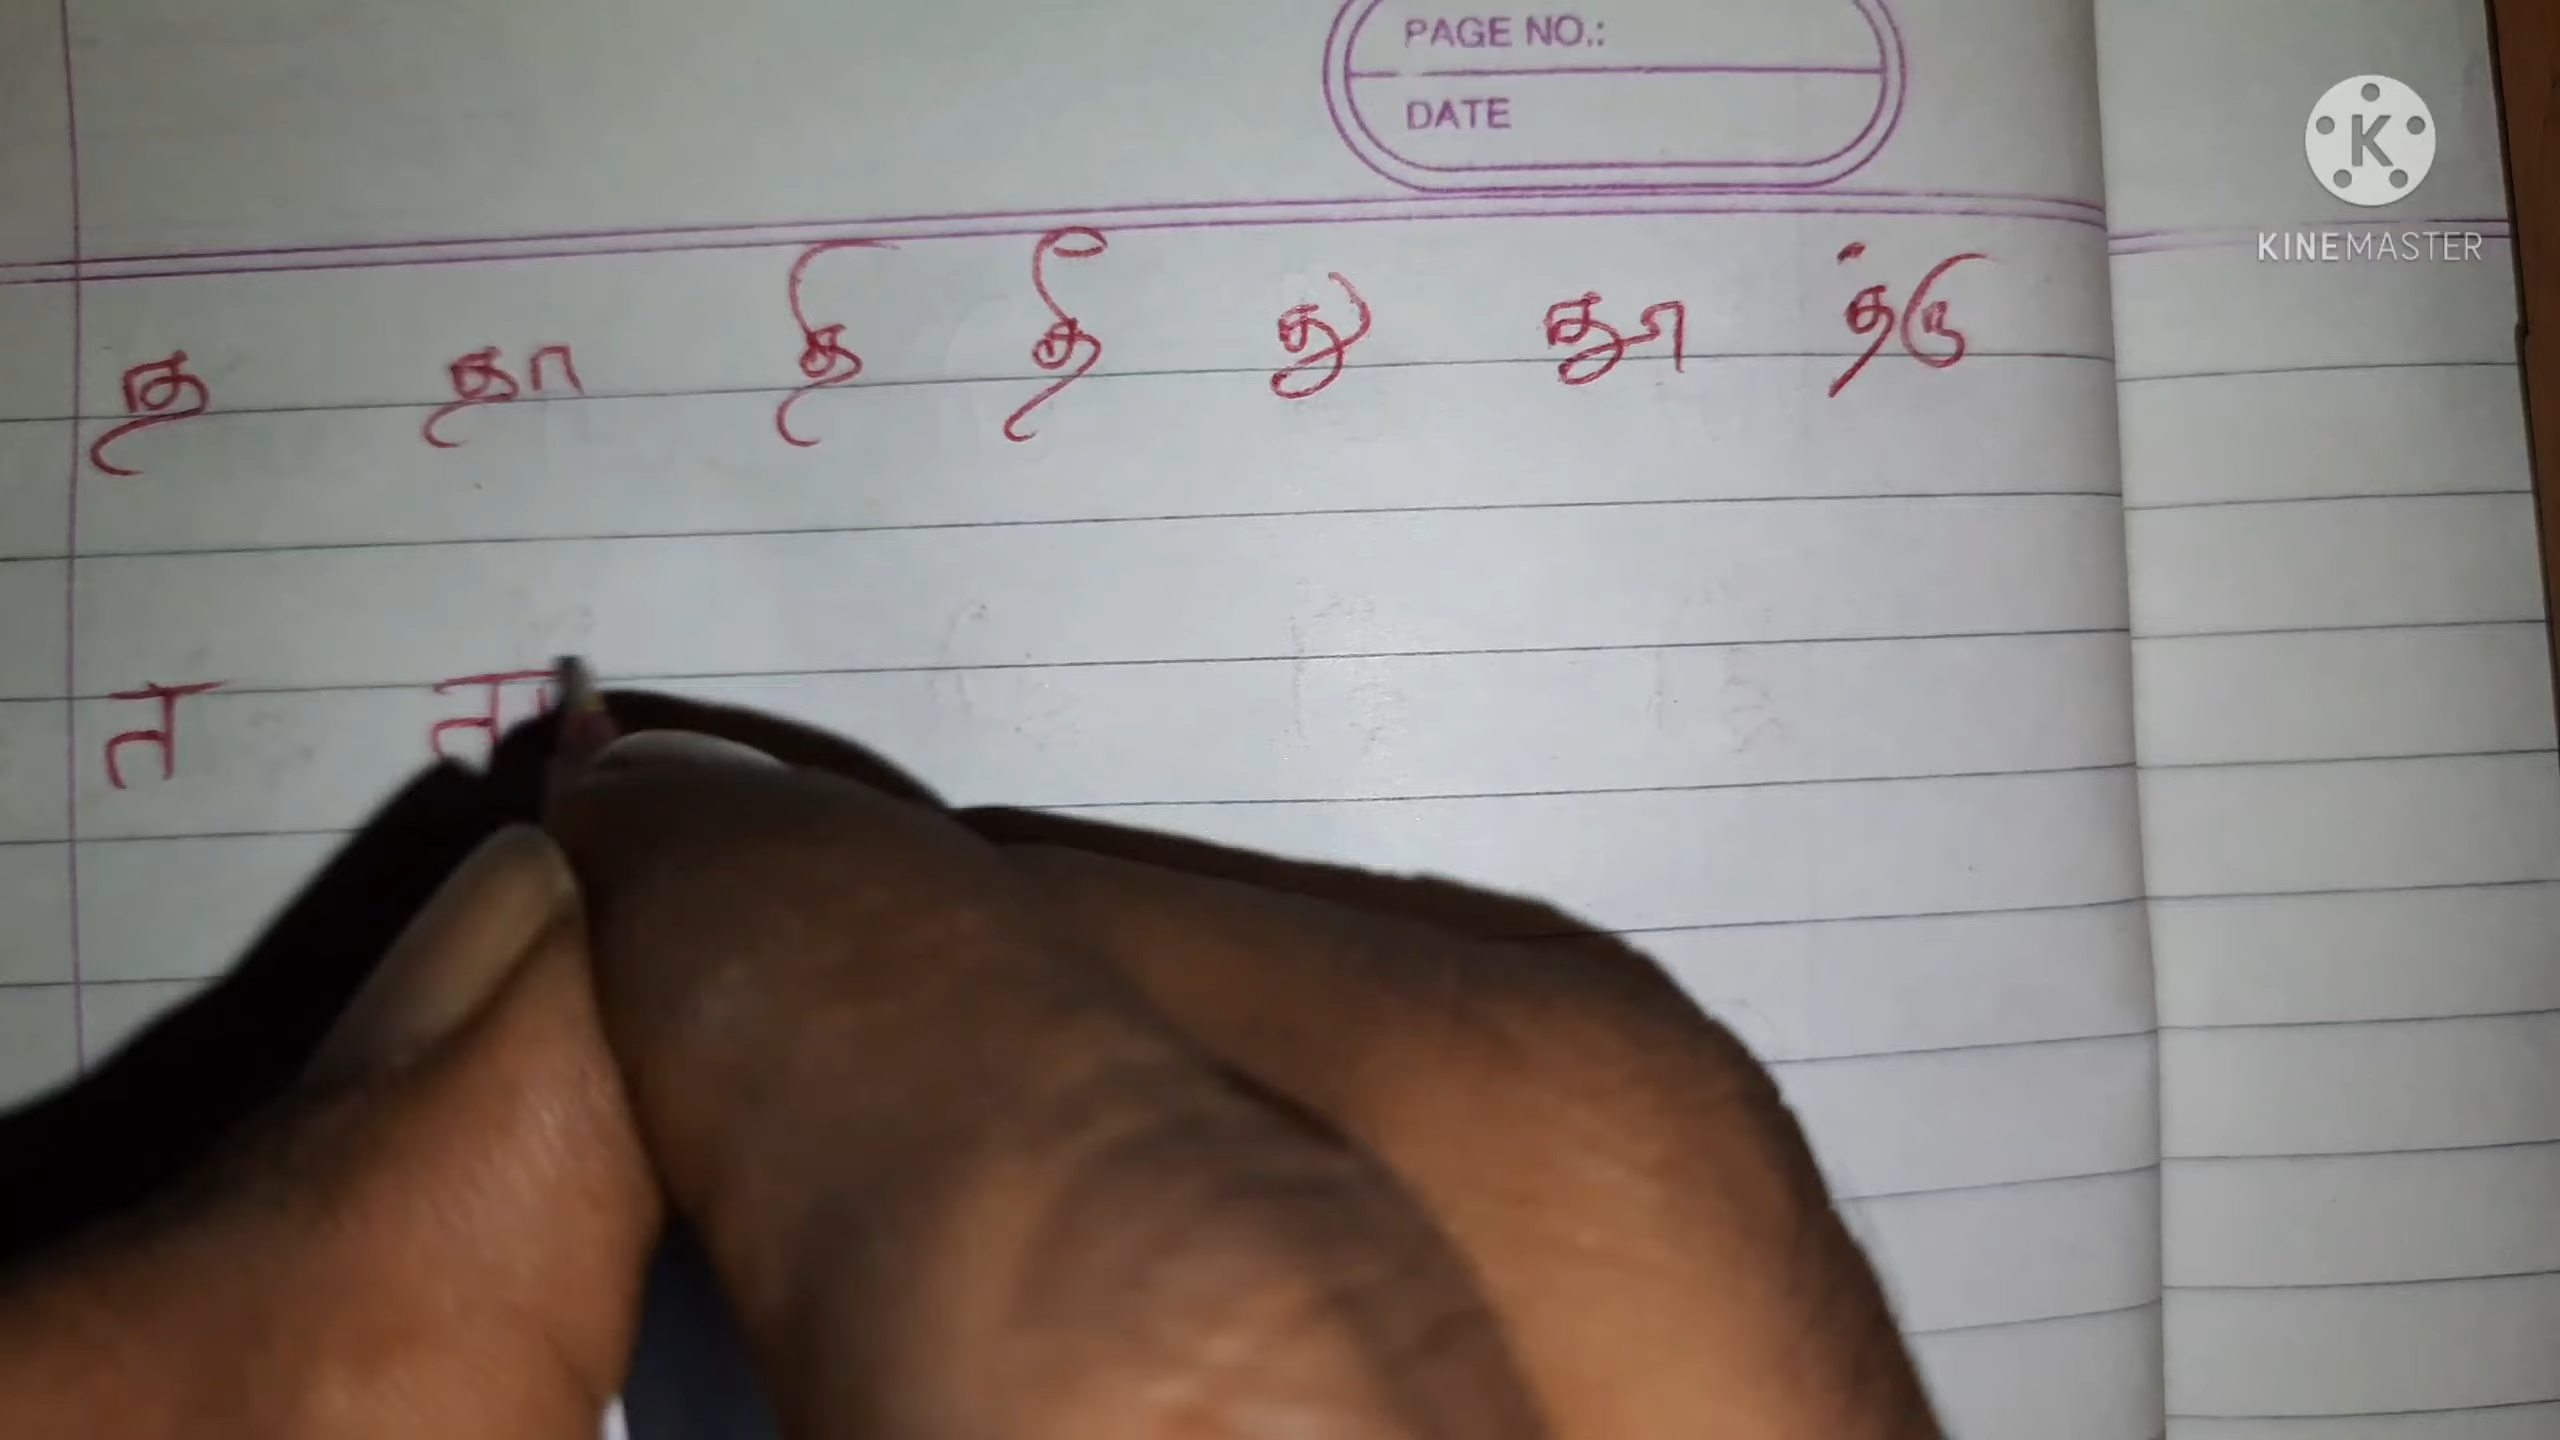 PAGE NO.:
DATE
K
KINEMASTER
த தா தி தீ து தூ த்ரு
त ता